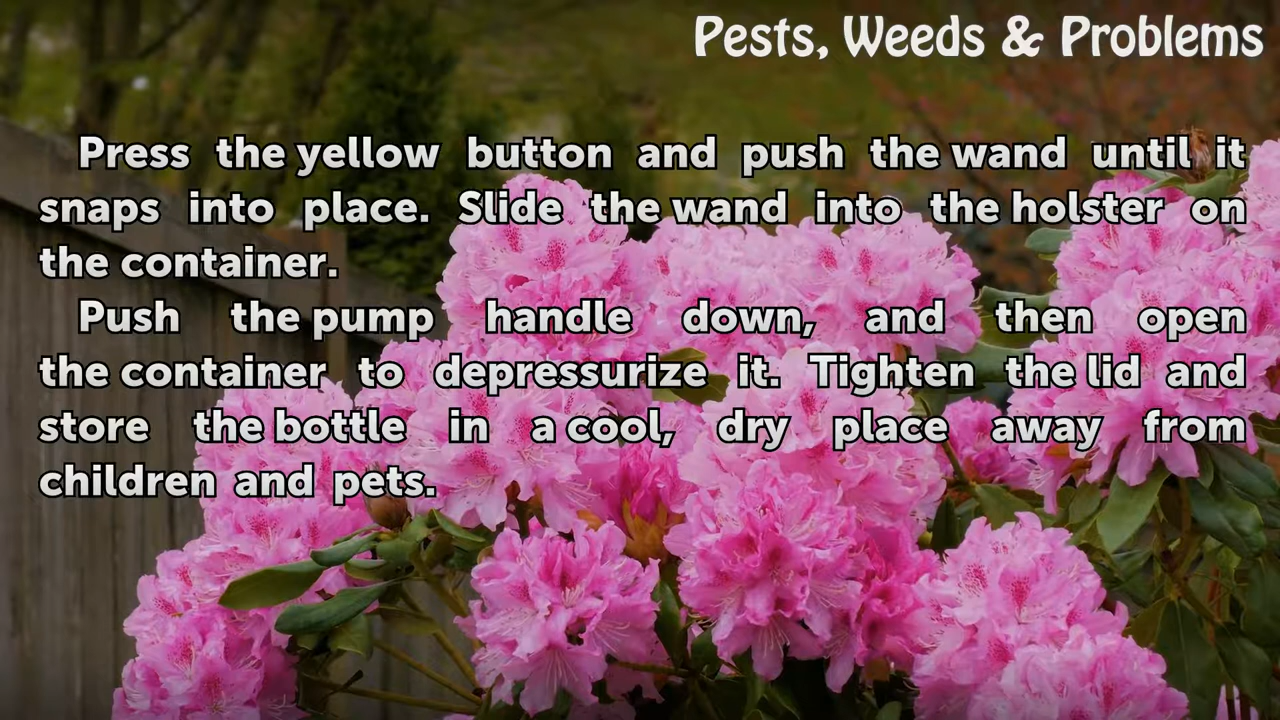 Pests, Weeds & Problems
Press the yellow button and push the wand until it
snaps into place. Slide the wand into the holster on
the container.
Push the pump handle down, and then open
the container to depressurize it. Tighten the lid and
store the bottle in a cool, dry place away from
children and pets.